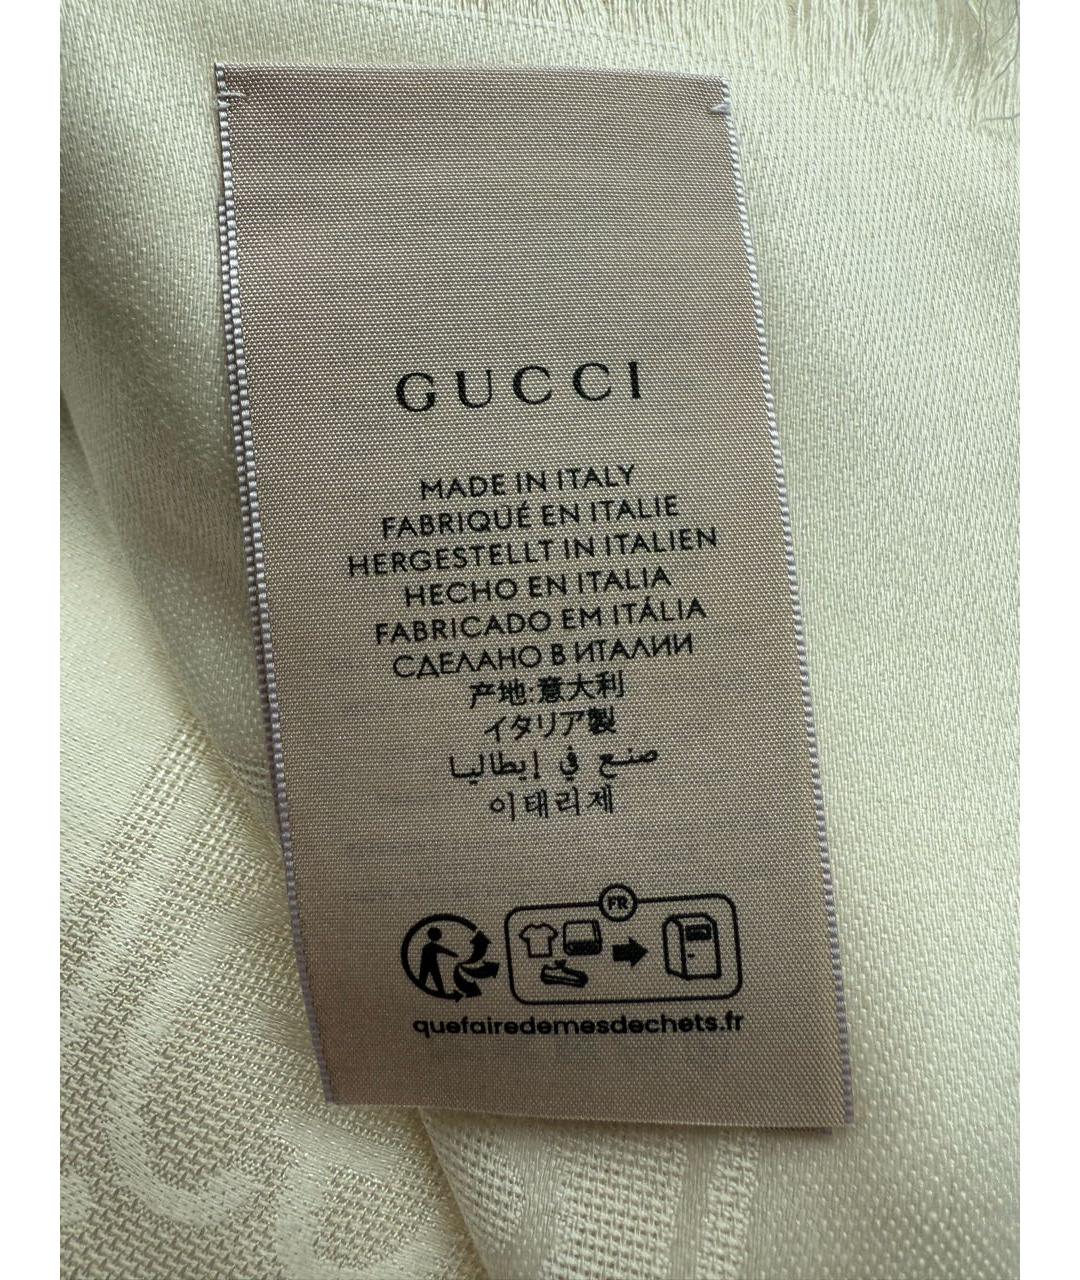 GUCCI
MADE IN ITALY
FABRIQUÉ EN ITALIE
HERGESTELLT IN ITALIEN
HECHO EN ITALIA
FABRICADO EM ITÁLIA
СДЕЛАНО В ИТАЛИИ
产地:意大利
イタリア製
صنع في إيطاليا
이태리제
FR
quefairedemesdechets.fr